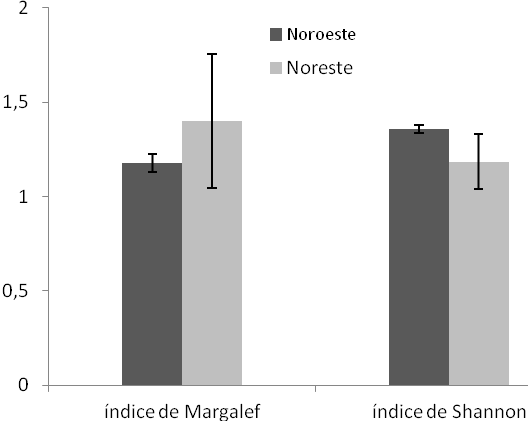 2
Noroeste
Noreste
1,5
1
0,5
0
índice de Margalef
índice de Shannon